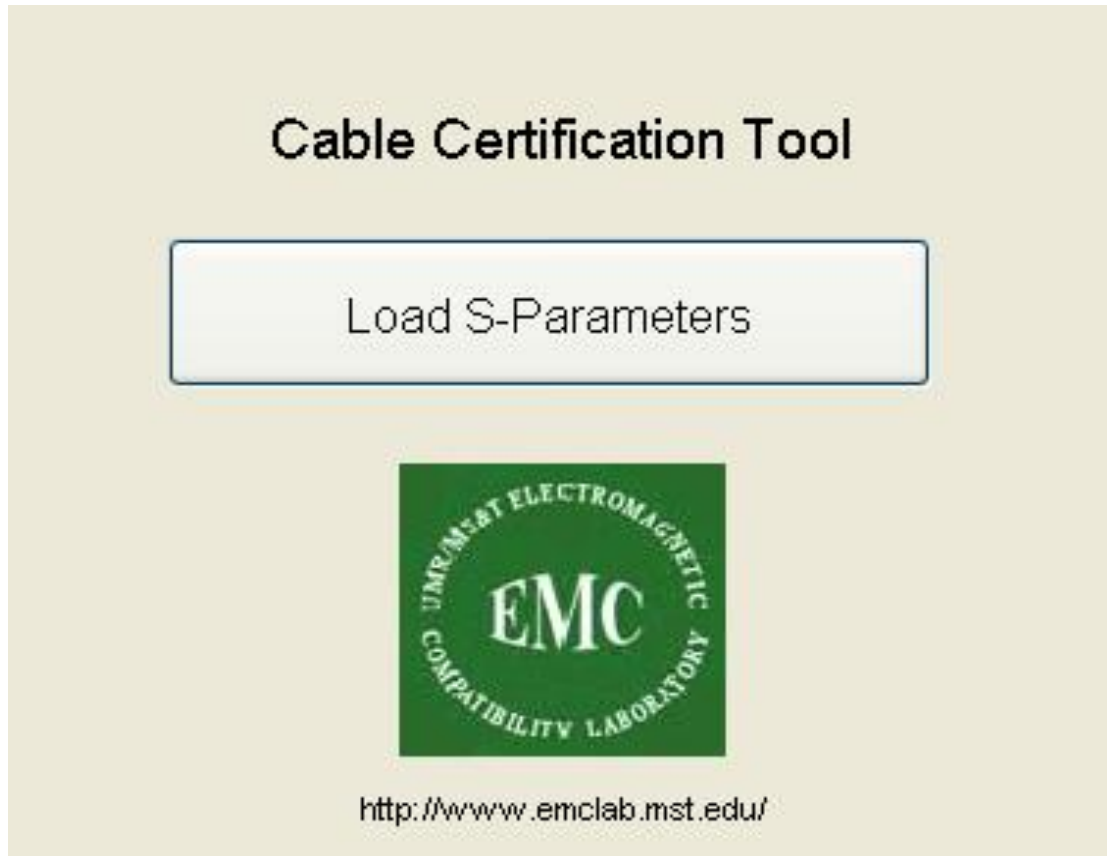 Cable Certification Tool
Load S-Parameters
UMR/MS&T ELECTROMAGNETIC
EMC
COMPATIBILITY LABORATORY
http://www.emclab.mst.edu/